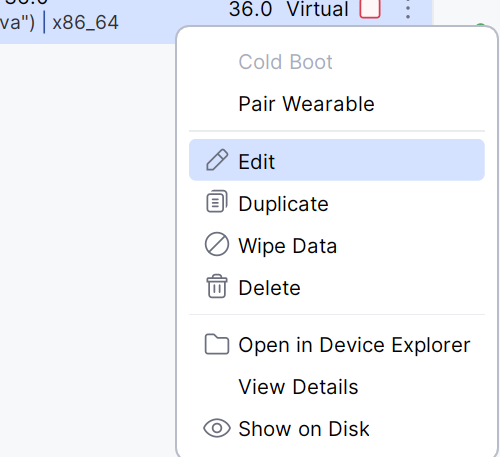 36.0 Virtual
va") | x86_64
Cold Boot
Pair Wearable
Edit
Duplicate
Wipe Data
Delete
Open in Device Explorer
View Details
Show on Disk